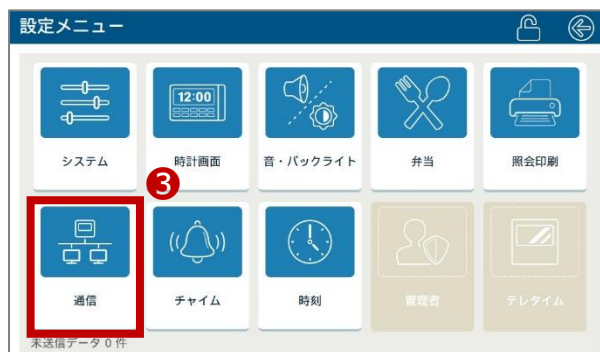 設定メニュー
12:00
システム
時計画面
音・バックライト
弁当
照会印刷
3
通信
チャイム
時刻
管理者
テレタイム
未送信データ 0 件